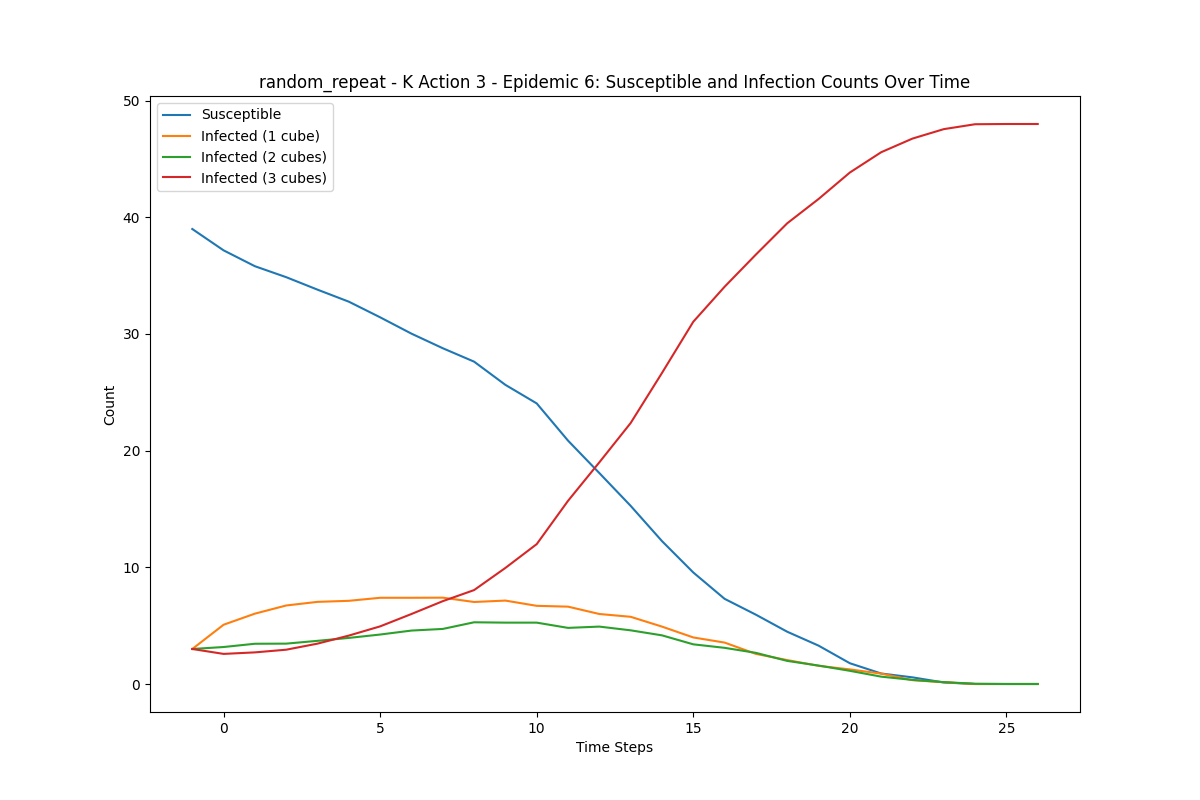 random_repeat - K Action 3 - Epidemic 6: Susceptible and Infection Counts Over Time
Susceptible
Infected (1 cube)
Infected (2 cubes)
Infected (3 cubes)
50
40
30
20
10
0
Count
0 5 10 15 20 25
Time Steps